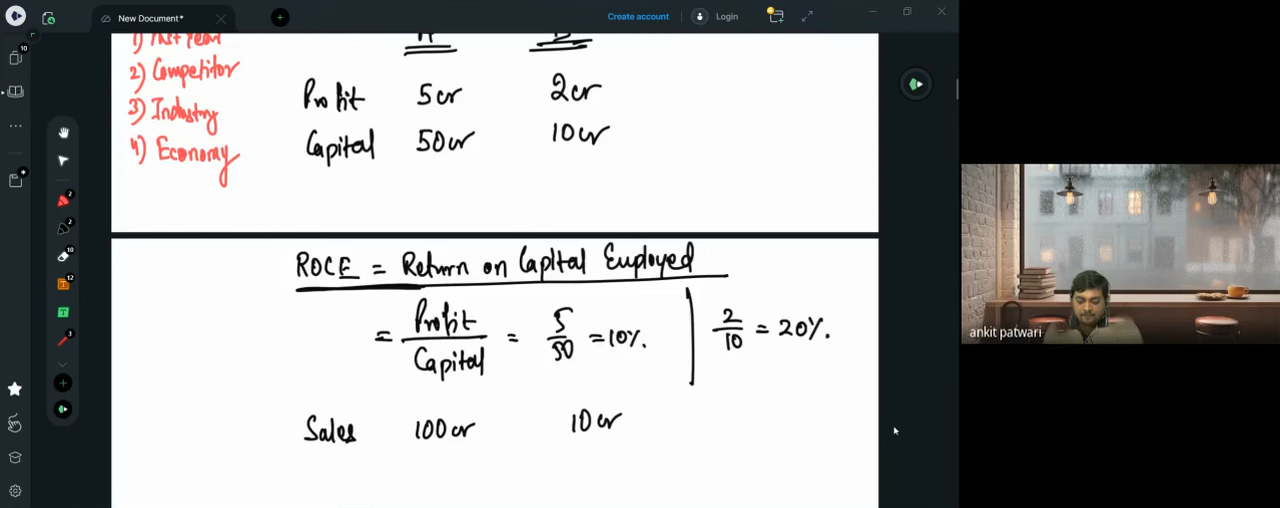 New Document*
Create account
Login
2) Competitor
3) Industry
4) Economy
Profit 5cr 2cr
Capital 50cr 10cr
ROCE = Return on Capital Employed
= Profit / Capital = 5/50 = 10%. | 2/10 = 20%.
Sales 100cr 10cr
ankit patwari